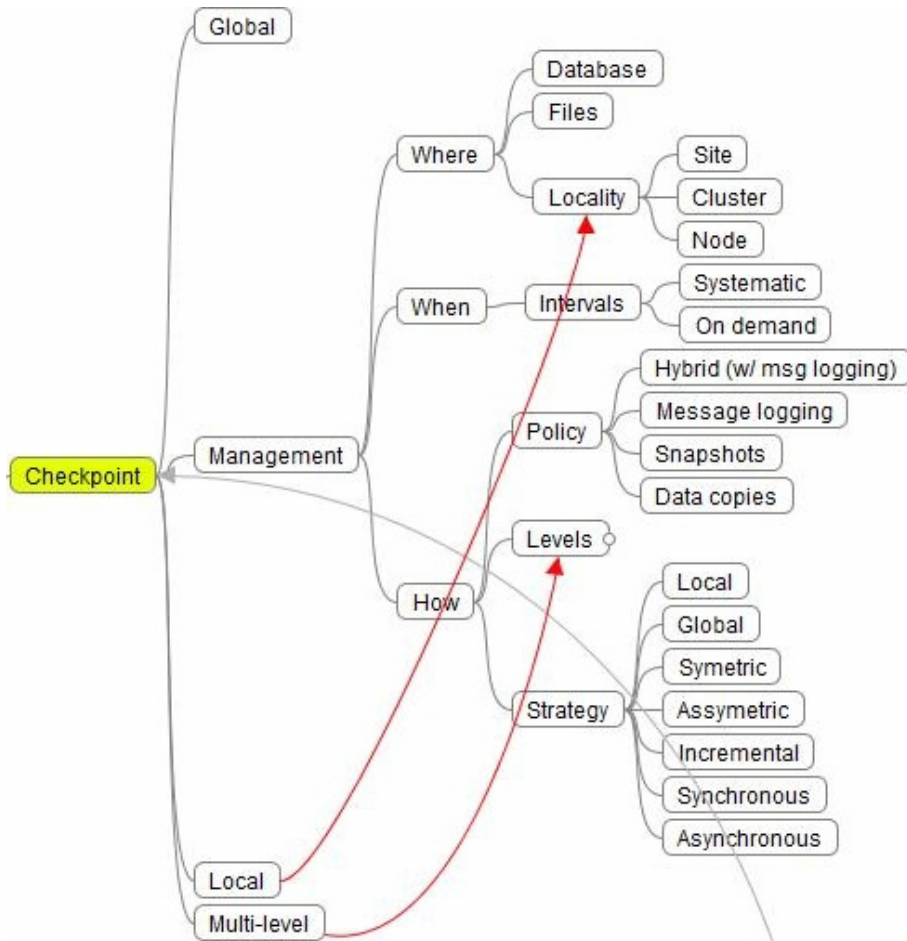 Global
Database
Files
Where
Locality
Site
Cluster
Node
When
Intervals
Systematic
On demand
Hybrid (w/ msg logging)
Message logging
Policy
Snapshots
Data copies
Management
Checkpoint
Levels
How
Local
Global
Symetric
Strategy
Assymetric
Incremental
Synchronous
Asynchronous
Local
Multi-level